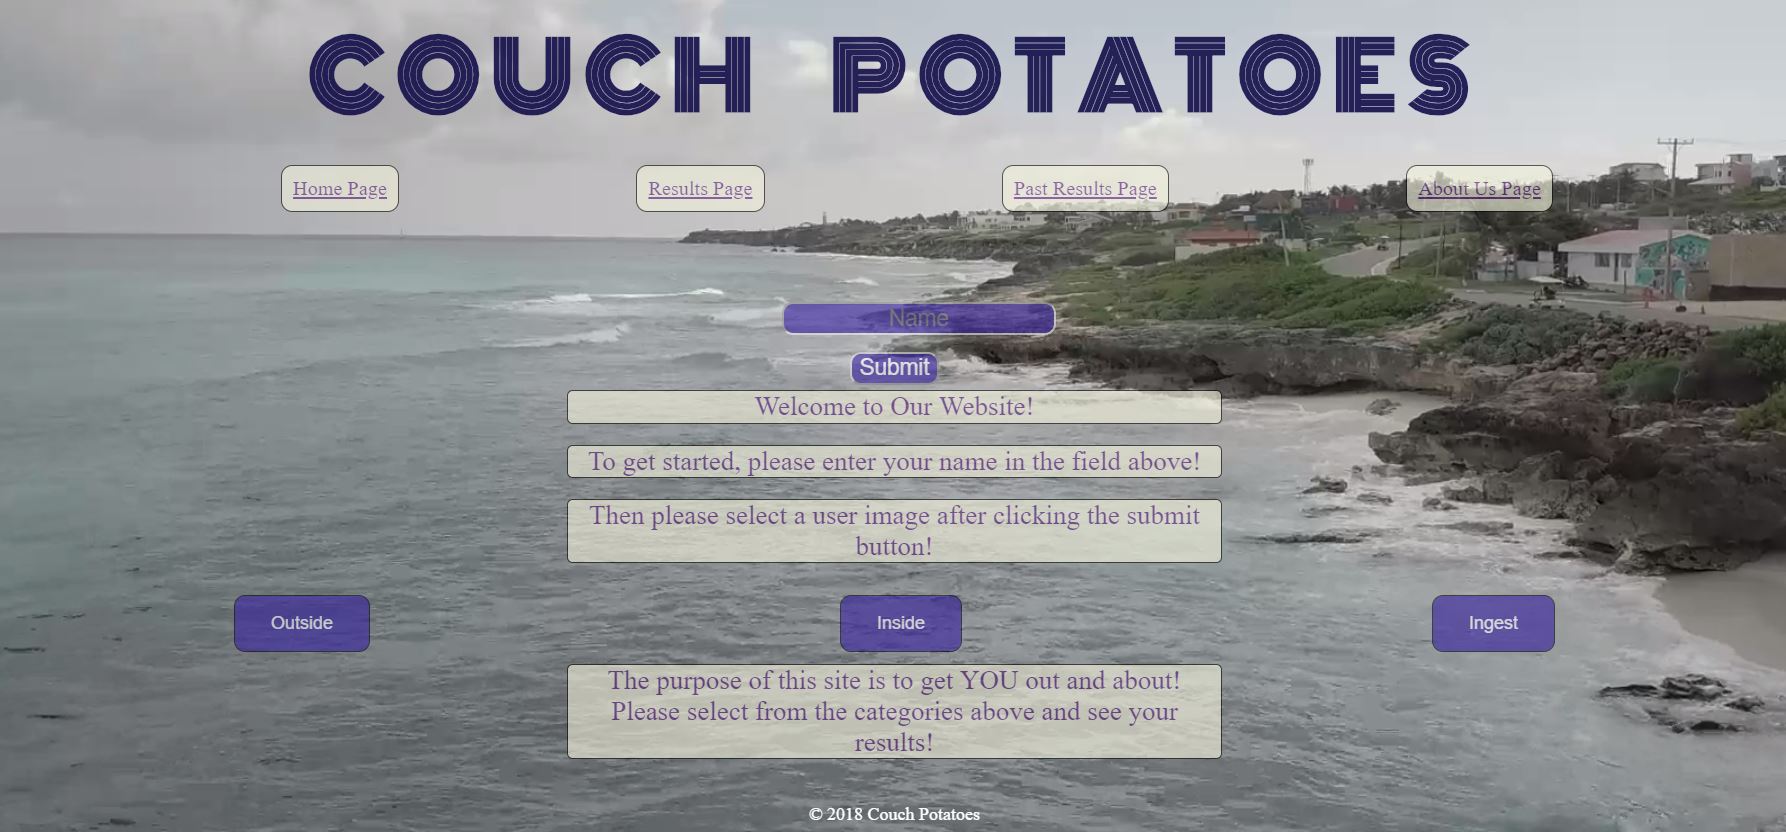 COUCH POTATOES
Home Page
Results Page
Past Results Page
About Us Page
Name
Submit
Welcome to Our Website!
To get started, please enter your name in the field above!
Then please select a user image after clicking the submit
button!
Outside
Inside
Ingest
The purpose of this site is to get YOU out and about!
Please select from the categories above and see your
results!
© 2018 Couch Potatoes